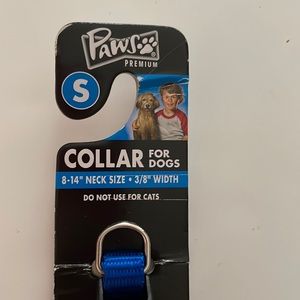 PAWS®
PREMIUM
S
COLLAR FOR DOGS
8-14" NECK SIZE • 3/8" WIDTH
DO NOT USE FOR CATS